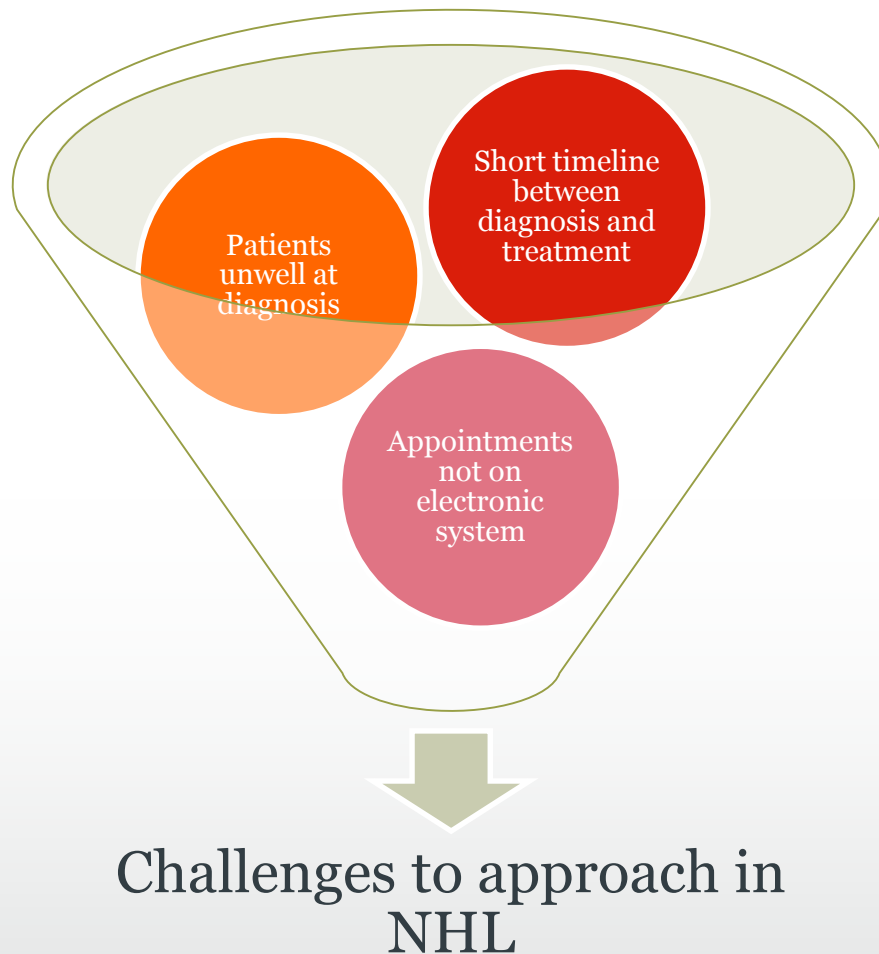 Short timeline
between
diagnosis and
treatment
Patients
unwell at
diagnosis
Appointments
not on
electronic
system
Challenges to approach in
NHL